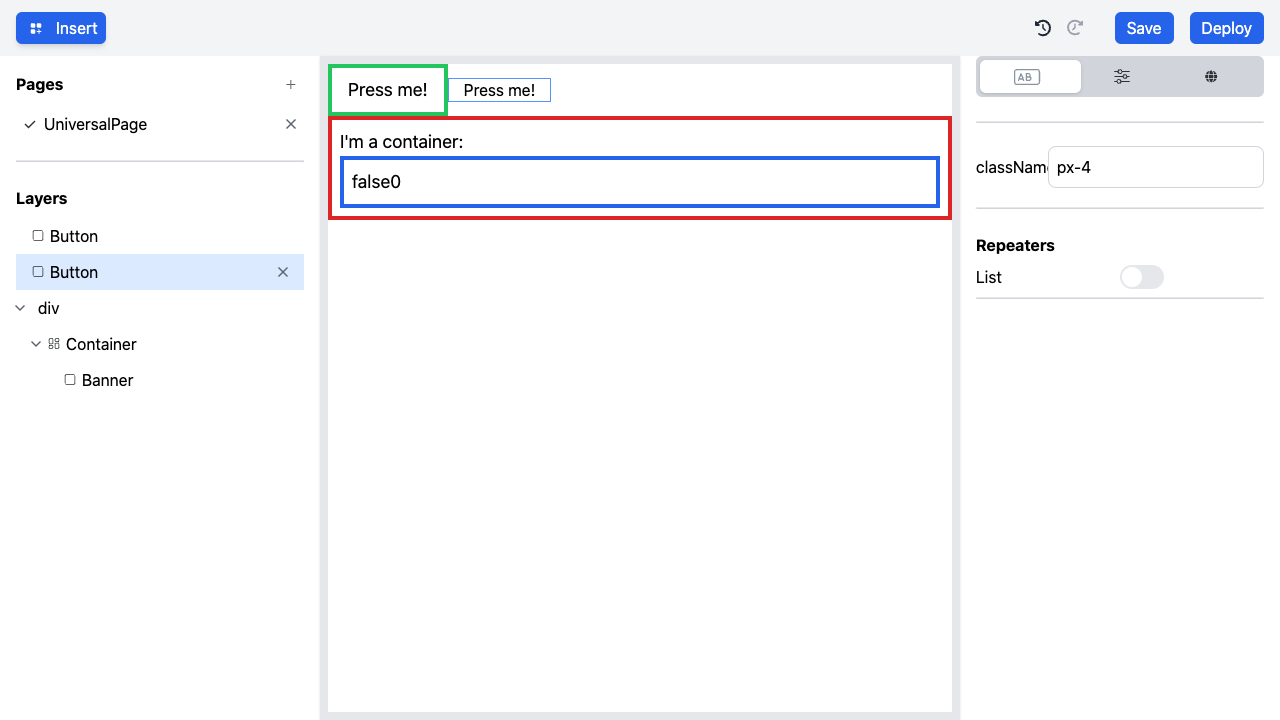 Insert
Save
Deploy
Pages
UniversalPage
Layers
Button
Button
div
Container
Banner
Press me!
Press me!
I'm a container:
false0
AB
className
px-4
Repeaters
List